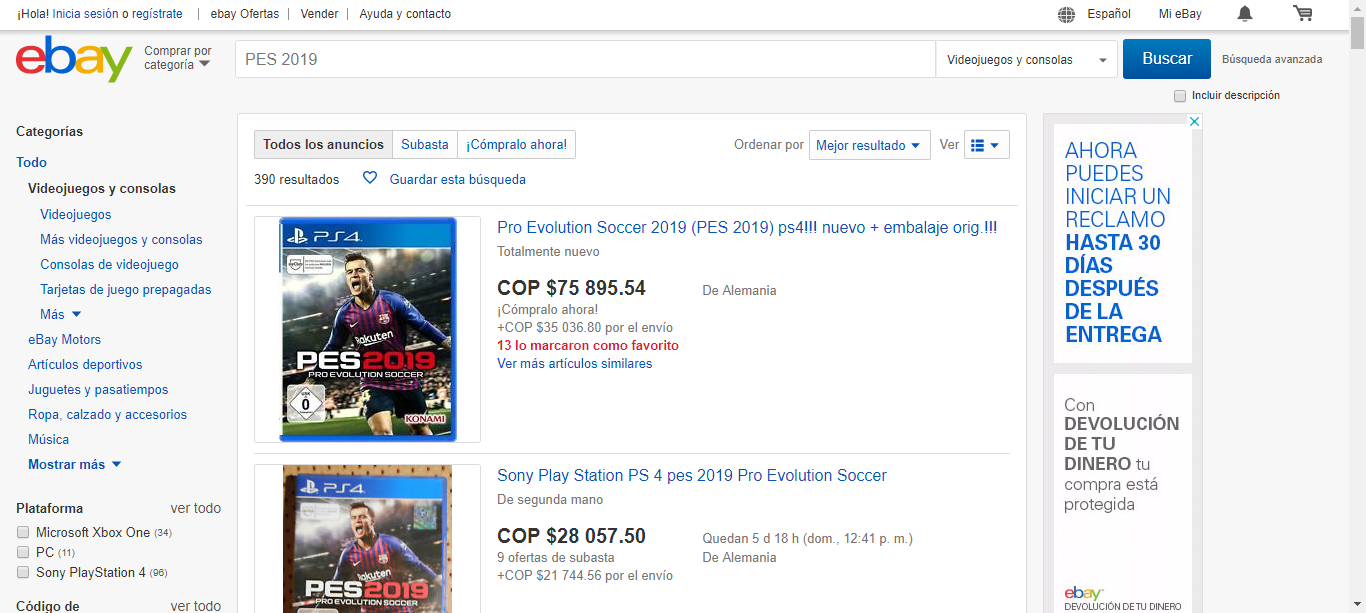 ¡Hola! Inicia sesión o regístrate | ebay Ofertas | Vender | Ayuda y contacto Español Mi eBay
ebay
Comprar por
categoría
PES 2019
Videojuegos y consolas
Buscar
Búsqueda avanzada
Incluir descripción
Categorías
Todo
Videojuegos y consolas
Videojuegos
Más videojuegos y consolas
Consolas de videojuego
Tarjetas de juego prepagadas
Más
eBay Motors
Artículos deportivos
Juguetes y pasatiempos
Ropa, calzado y accesorios
Música
Mostrar más
Plataforma ver todo
Microsoft Xbox One (34)
PC (11)
Sony PlayStation 4 (96)
Código de ver todo
Todos los anuncios Subasta ¡Cómpralo ahora!
Ordenar por Mejor resultado Ver
390 resultados Guardar esta búsqueda
PS4
Rakuten
PES2019
PRO EVOLUTION SOCCER
USK
0
KONAMI
Pro Evolution Soccer 2019 (PES 2019) ps4!!! nuevo + embalaje orig.!!!
Totalmente nuevo
COP $75 895.54 De Alemania
¡Cómpralo ahora!
+COP $35 036.80 por el envío
13 lo marcaron como favorito
Ver más artículos similares
PS4
Rakuten
PES2019
PRO EVOLUTION SOCCER
Sony Play Station PS 4 pes 2019 Pro Evolution Soccer
De segunda mano
COP $28 057.50 Quedan 5 d 18 h (dom., 12:41 p. m.)
9 ofertas de subasta De Alemania
+COP $21 744.56 por el envío
AHORA
PUEDES
INICIAR UN
RECLAMO
HASTA 30
DÍAS
DESPUÉS
DE LA
ENTREGA
Con
DEVOLUCIÓN
DE TU
DINERO tu
compra está
protegida
ebay
DEVOLUCIÓN DE TU DINERO